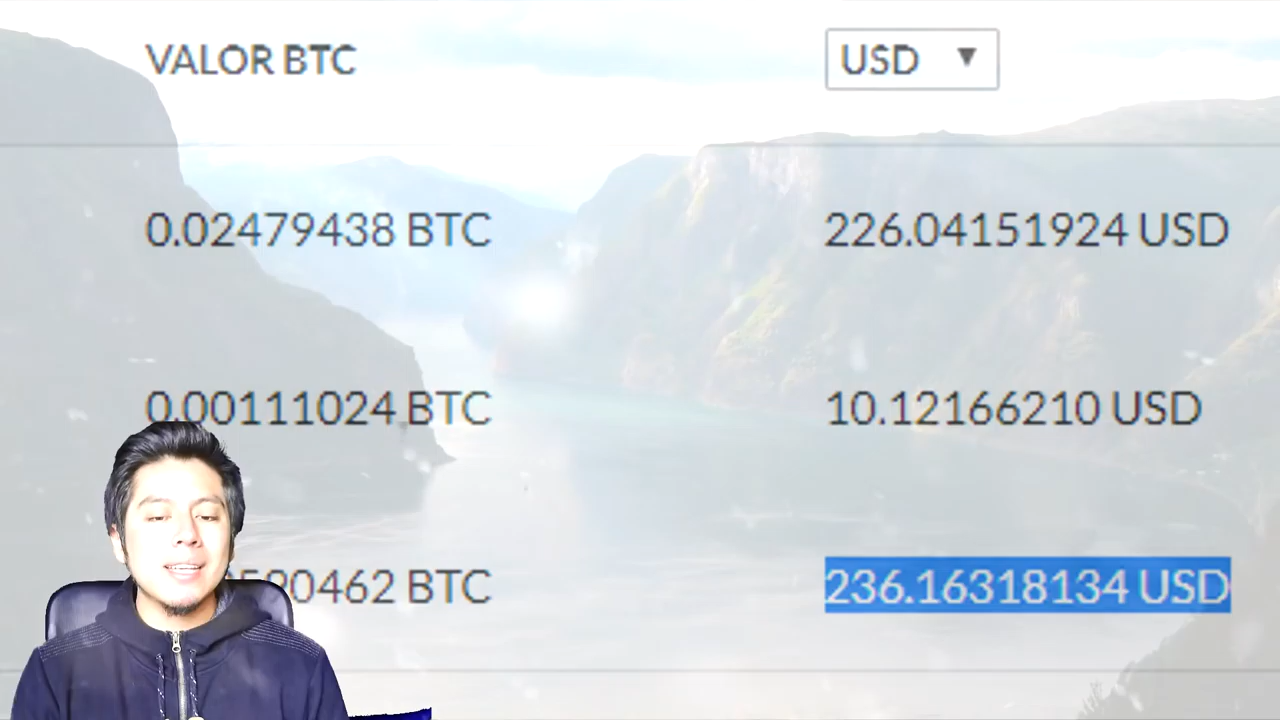 VALOR BTC USD
0.02479438 BTC 226.04151924 USD
0.00111024 BTC 10.12166210 USD
BTC 236.16318134 USD